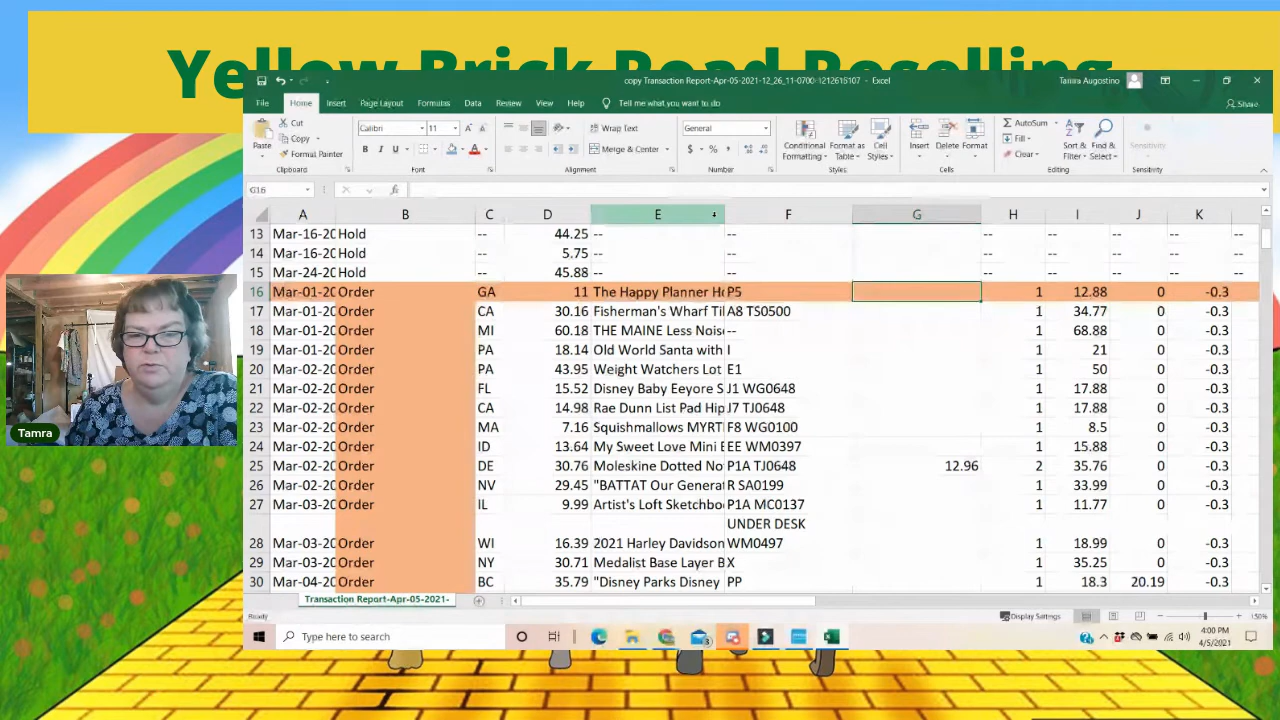 Yellow Brick Road Reselling
copy Transaction Report-Apr-05-2021-12_26_11-0700-1212616107 - Excel
Tamra Augostino
File Home Insert Page Layout Formulas Data Review View Help Tell me what you want to do Share
Paste Cut Copy Format Painter Clipboard
Calibri 11 B I U A A A Font
Wrap Text Merge & Center Alignment
General $ % , Number
Conditional Formatting Format as Table Cell Styles Styles
Insert Delete Format Cells
AutoSum Fill Clear Sort & Filter Find & Select Editing
Sensitivity Sensitivity
G16 fx
A B C D E F G H I J K
13 Mar-16-20 Hold -- 44.25 -- -- -- -- -- --
14 Mar-16-20 Hold -- 5.75 -- -- -- -- -- --
15 Mar-24-20 Hold -- 45.88 -- -- -- -- -- --
16 Mar-01-20 Order GA 11 The Happy Planner Ho P5 1 12.88 0 -0.3
17 Mar-01-20 Order CA 30.16 Fisherman's Wharf Til A8 TS0500 1 34.77 0 -0.3
18 Mar-01-20 Order MI 60.18 THE MAINE Less Nois -- 1 68.88 0 -0.3
19 Mar-01-20 Order PA 18.14 Old World Santa with I 1 21 0 -0.3
20 Mar-02-20 Order PA 43.95 Weight Watchers Lot E1 1 50 0 -0.3
21 Mar-02-20 Order FL 15.52 Disney Baby Eeyore S J1 WG0648 1 17.88 0 -0.3
22 Mar-02-20 Order CA 14.98 Rae Dunn List Pad Hip J7 TJ0648 1 17.88 0 -0.3
23 Mar-02-20 Order MA 7.16 Squishmallows MYRT F8 WG0100 1 8.5 0 -0.3
24 Mar-02-20 Order ID 13.64 My Sweet Love Mini E EE WM0397 1 15.88 0 -0.3
25 Mar-02-20 Order DE 30.76 Moleskine Dotted No P1A TJ0648 12.96 2 35.76 0 -0.3
26 Mar-02-20 Order NV 29.45 "BATTAT Our Genera R SA0199 1 33.99 0 -0.3
27 Mar-03-20 Order IL 9.99 Artist's Loft Sketchbo P1A MC0137 1 11.77 0 -0.3
UNDER DESK
28 Mar-03-20 Order WI 16.39 2021 Harley Davidson WM0497 1 18.99 0 -0.3
29 Mar-03-20 Order NY 30.71 Medalist Base Layer B X 1 35.25 0 -0.3
30 Mar-04-20 Order BC 35.79 "Disney Parks Disney PP 1 18.3 20.19 -0.3
Transaction Report-Apr-05-2021-
Ready Display Settings 150%
Type here to search
4:00 PM
4/5/2021
Tamra